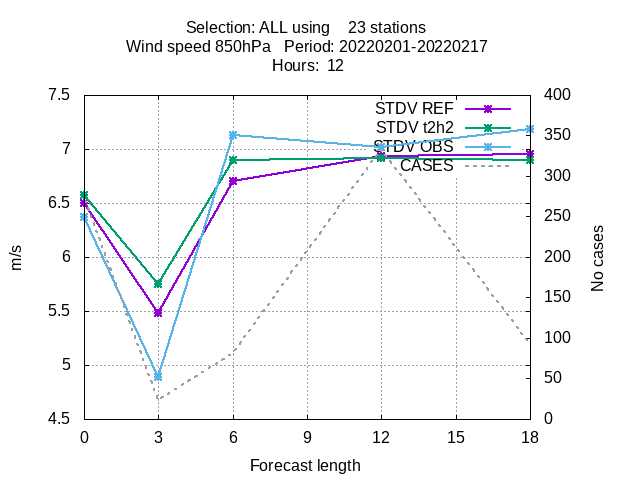 Selection: ALL using    23 stations
Wind speed 850hPa   Period: 20220201-20220217
Hours:  12
7.5
7
6.5
6
5.5
5
4.5
400
350
300
250
200
150
100
50
0
STDV REF
STDV t2h2
STDV OBS
CASES
m/s
No cases
0 3 6 9 12 15 18
Forecast length